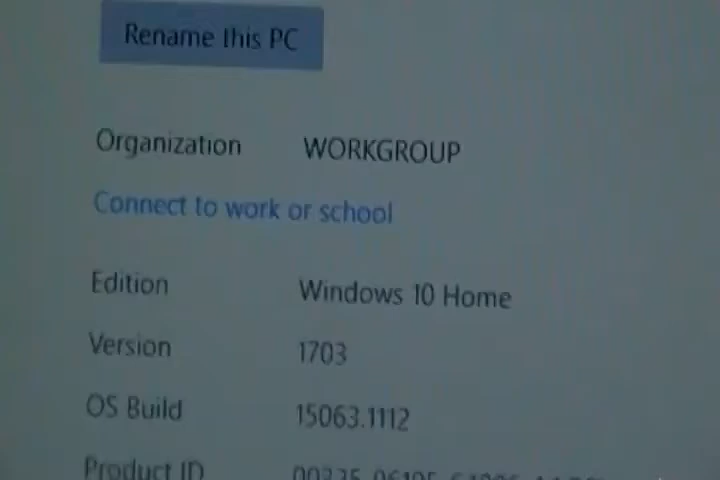 Rename this PC
Organization WORKGROUP
Connect to work or school
Edition Windows 10 Home
Version 1703
OS Build 15063.1112
Product ID